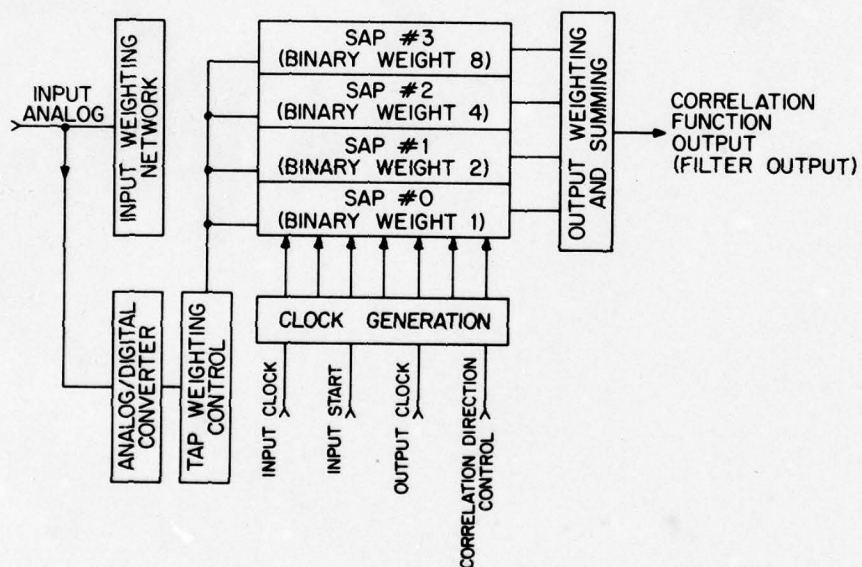 INPUT
ANALOG
INPUT WEIGHTING
NETWORK
SAP #3
(BINARY WEIGHT 8)
SAP #2
(BINARY WEIGHT 4)
SAP #1
(BINARY WEIGHT 2)
SAP #0
(BINARY WEIGHT 1)
OUTPUT WEIGHTING
AND SUMMING
CORRELATION
FUNCTION
OUTPUT
(FILTER OUTPUT)
ANALOG/DIGITAL
CONVERTER
TAP WEIGHTING
CONTROL
CLOCK GENERATION
INPUT CLOCK
INPUT START
OUTPUT CLOCK
CORRELATION DIRECTION
CONTROL